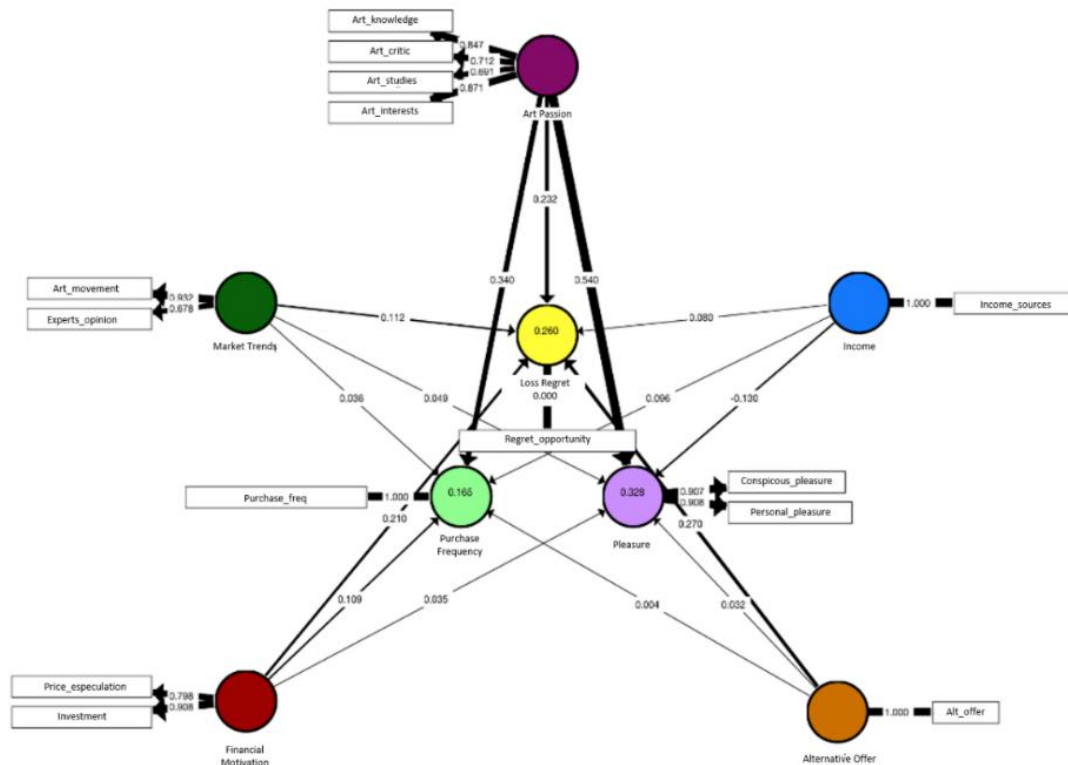 Art_knowledge
0.847
Art_critic
0.712
Art_studies
0.691
Art_interests
0.871
Art Passion
0.232
0.340
0.540
Art_movement
0.932
Experts_opinion
0.678
Market Trends
0.112
0.260
0.080
1.000
Income_sources
Income
Loss Regret
0.000
0.036
0.049
0.096
-0.130
Regret_opportunity
Purchase_freq
1.000
0.165
0.328
0.907
Conspicous_pleasure
0.908
Personal_pleasure
0.210
0.270
Purchase
Frequency
Pleasure
0.109
0.035
0.004
0.032
Price_especulation
0.798
Investment
0.908
1.000
Alt_offer
Financial
Motivation
Alternative Offer